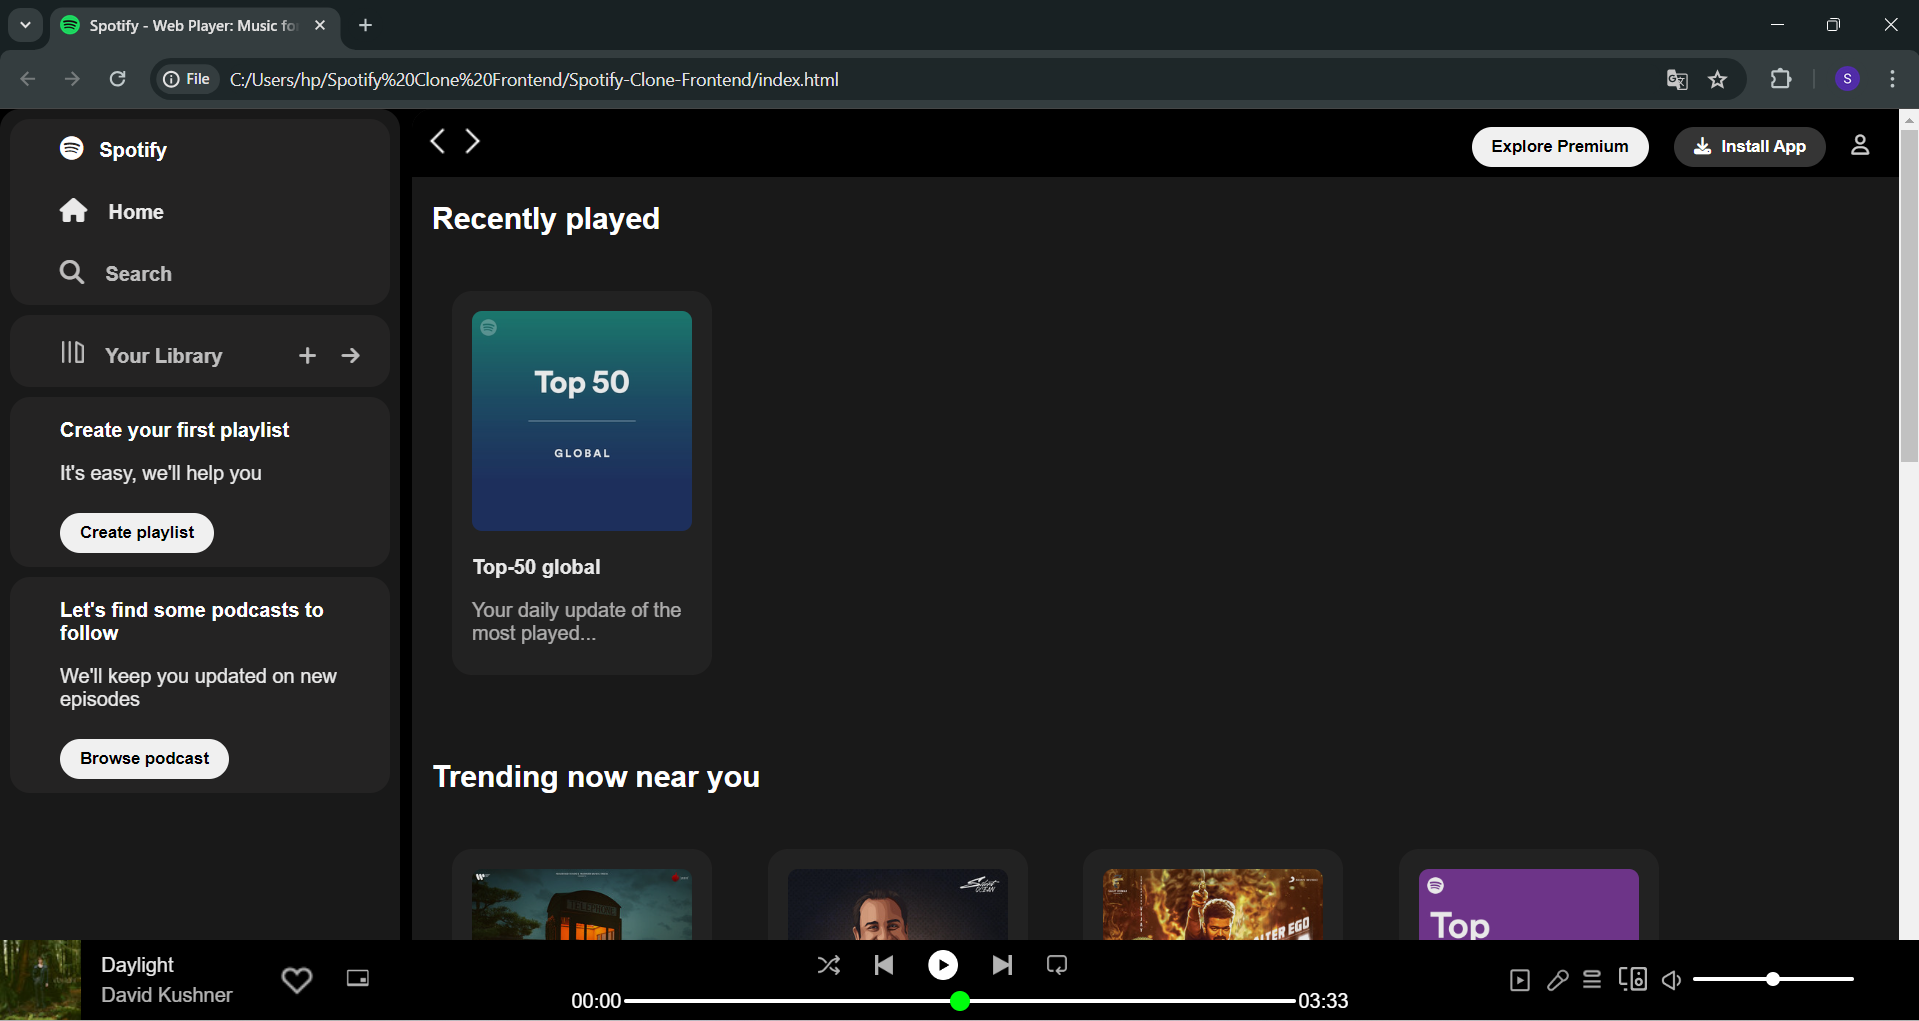 Spotify - Web Player: Music for
File
C:/Users/hp/Spotify%20Clone%20Frontend/Spotify-Clone-Frontend/index.html
S
Spotify
Home
Search
Your Library
Create your first playlist
It's easy, we'll help you
Create playlist
Let's find some podcasts to
follow
We'll keep you updated on new
episodes
Browse podcast
Explore Premium
Install App
Recently played
Top 50
GLOBAL
Top-50 global
Your daily update of the
most played...
Trending now near you
TELEPHONE
ALTER EGO
Top
Daylight
David Kushner
00:00
03:33